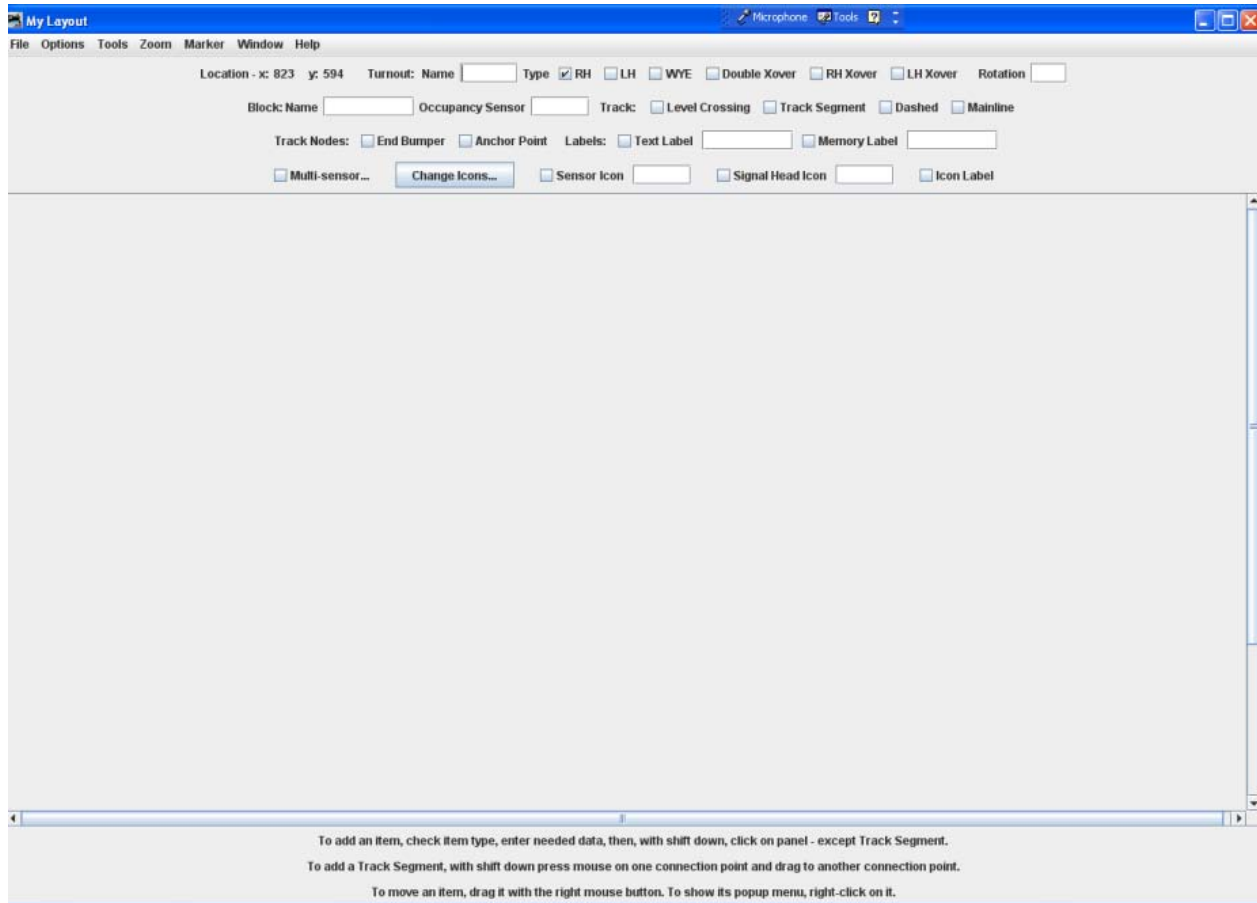 My Layout
Microphone Tools
File Options Tools Zoom Marker Window Help
Location - x: 823 y: 594 Turnout: Name Type RH LH WYE Double Xover RH Xover LH Xover Rotation
Block: Name Occupancy Sensor Track: Level Crossing Track Segment Dashed Mainline
Track Nodes: End Bumper Anchor Point Labels: Text Label Memory Label
Multi-sensor... Change Icons... Sensor Icon Signal Head Icon Icon Label
To add an item, check item type, enter needed data, then, with shift down, click on panel - except Track Segment.
To add a Track Segment, with shift down press mouse on one connection point and drag to another connection point.
To move an item, drag it with the right mouse button. To show its popup menu, right-click on it.